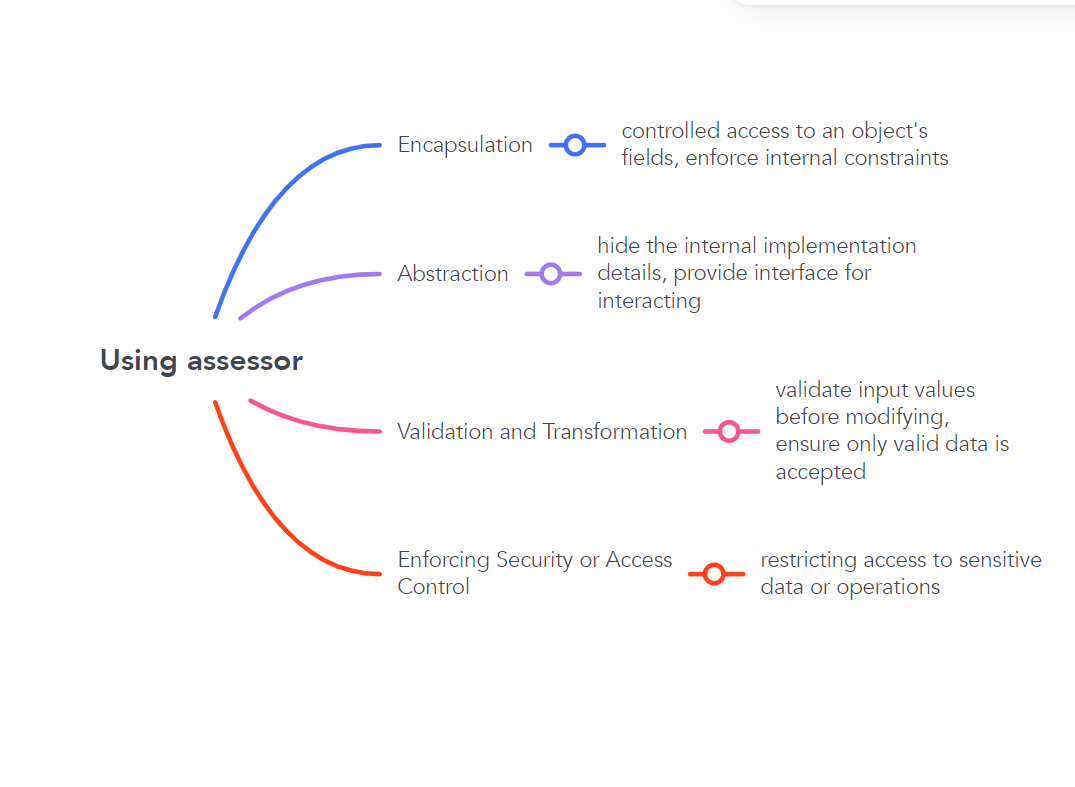 Encapsulation
controlled access to an object's
fields, enforce internal constraints
Abstraction
hide the internal implementation
details, provide interface for
interacting
Using assessor
Validation and Transformation
validate input values
before modifying,
ensure only valid data is
accepted
Enforcing Security or Access
Control
restricting access to sensitive
data or operations